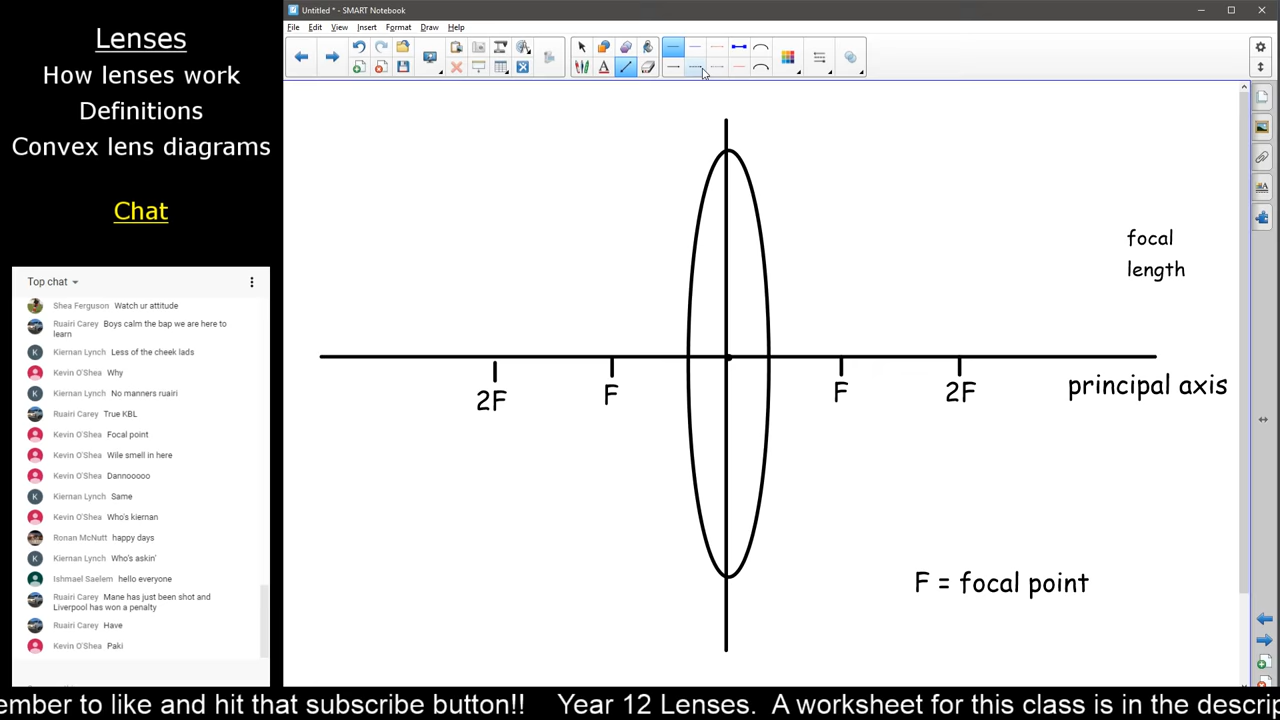 Untitled * - SMART Notebook
File Edit View Insert Format Draw Help
Lenses
How lenses work
Definitions
Convex lens diagrams
Chat
Top chat
Shea Ferguson Watch ur attitude
Ruairi Carey Boys calm the bap we are here to
learn
Kiernan Lynch Less of the cheek lads
Kevin O'Shea Why
Kiernan Lynch No manners ruairi
Ruairi Carey True KBL
Kevin O'Shea Focal point
Kevin O'Shea Wile smell in here
Kevin O'Shea Dannooooo
Kiernan Lynch Same
Kevin O'Shea Who's kiernan
Ronan McNutt happy days
Kiernan Lynch Who's askin'
Ishmael Saelem hello everyone
Ruairi Carey Mane has just been shot and
Liverpool has won a penalty
Ruairi Carey Have
Kevin O'Shea Paki
focal
length
2F F F 2F
principal axis
F = focal point
ember to like and hit that subscribe button!! Year 12 Lenses. A worksheet for this class is in the descrip